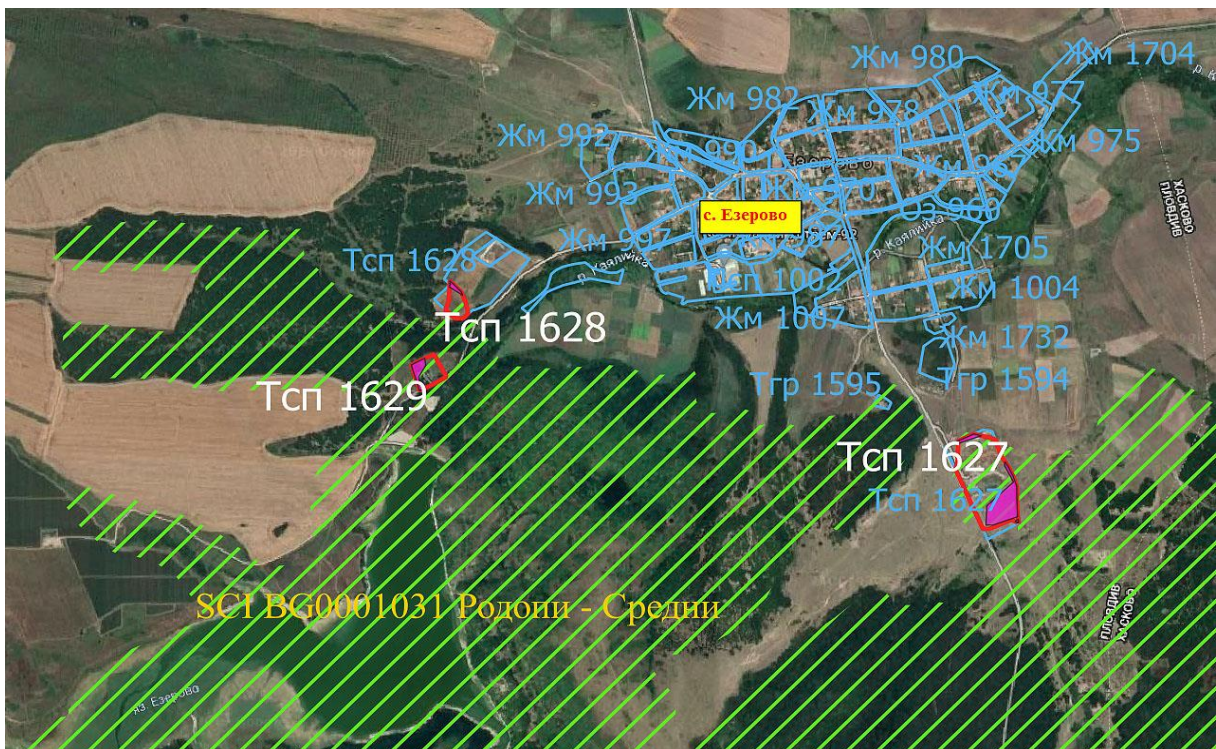 Жм 980
Жм 1704
р. К
Жм 977
Жм 982
Жм 978
Жм 992
990
Жм 975
Езерово
Жм 993
с. Езерово
ХАСКОВО
ПЛОВДИВ
р. Каялийка
Жм 997
р. Каялийка
Жм 1705
Тсп 1628
Тсп 1628
Жм 1004
Жм 1007
Жм 1732
Тсп 1629
Тгр 1595
Тгр 1594
Тсп 1627
Тсп 1627
SCI BG0001031 Родопи - Средни
ПЛОВДИВ
ХАСКОВО
яз. Езерово